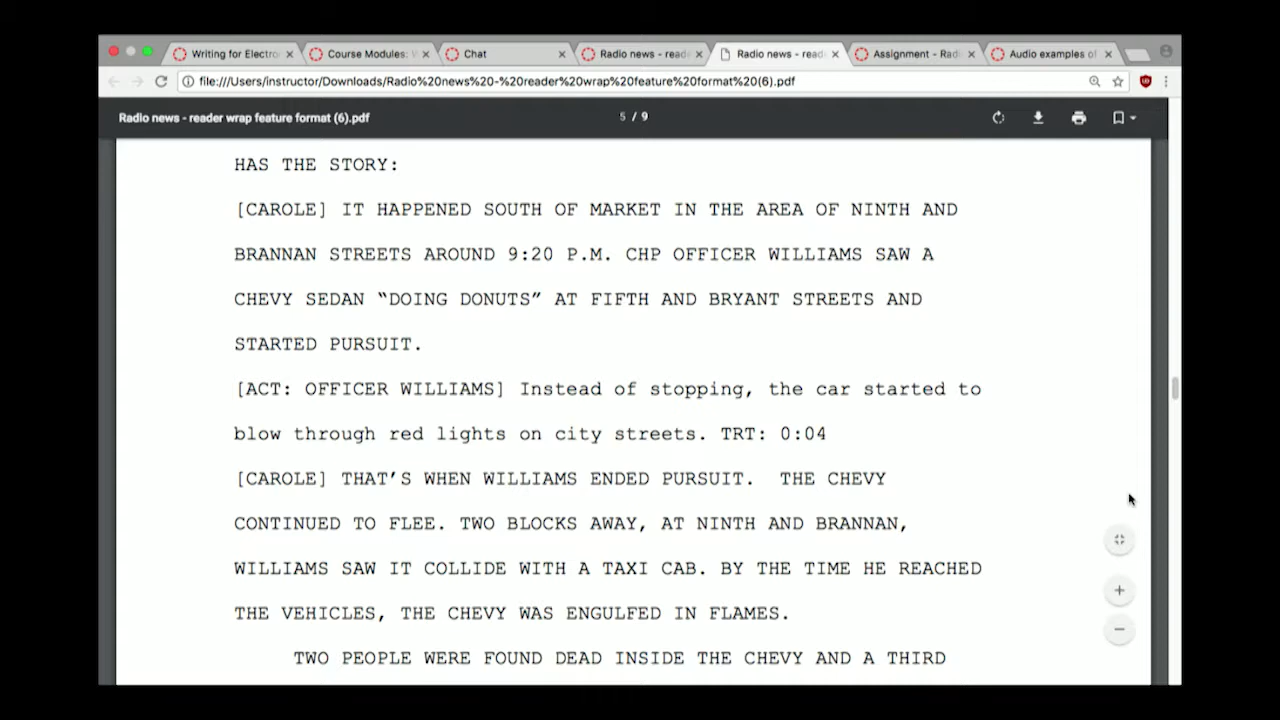 Writing for Electro
Course Modules: W
Chat
Radio news - reade
Radio news - reade
Assignment - Radi
Audio examples of
file:///Users/instructor/Downloads/Radio%20news%20-%20reader%20wrap%20feature%20format%20(6).pdf
Radio news - reader wrap feature format (6).pdf
5 / 9
HAS THE STORY:
[CAROLE] IT HAPPENED SOUTH OF MARKET IN THE AREA OF NINTH AND
BRANNAN STREETS AROUND 9:20 P.M. CHP OFFICER WILLIAMS SAW A
CHEVY SEDAN “DOING DONUTS” AT FIFTH AND BRYANT STREETS AND
STARTED PURSUIT.
[ACT: OFFICER WILLIAMS] Instead of stopping, the car started to
blow through red lights on city streets. TRT: 0:04
[CAROLE] THAT’S WHEN WILLIAMS ENDED PURSUIT. THE CHEVY
CONTINUED TO FLEE. TWO BLOCKS AWAY, AT NINTH AND BRANNAN,
WILLIAMS SAW IT COLLIDE WITH A TAXI CAB. BY THE TIME HE REACHED
THE VEHICLES, THE CHEVY WAS ENGULFED IN FLAMES.
TWO PEOPLE WERE FOUND DEAD INSIDE THE CHEVY AND A THIRD